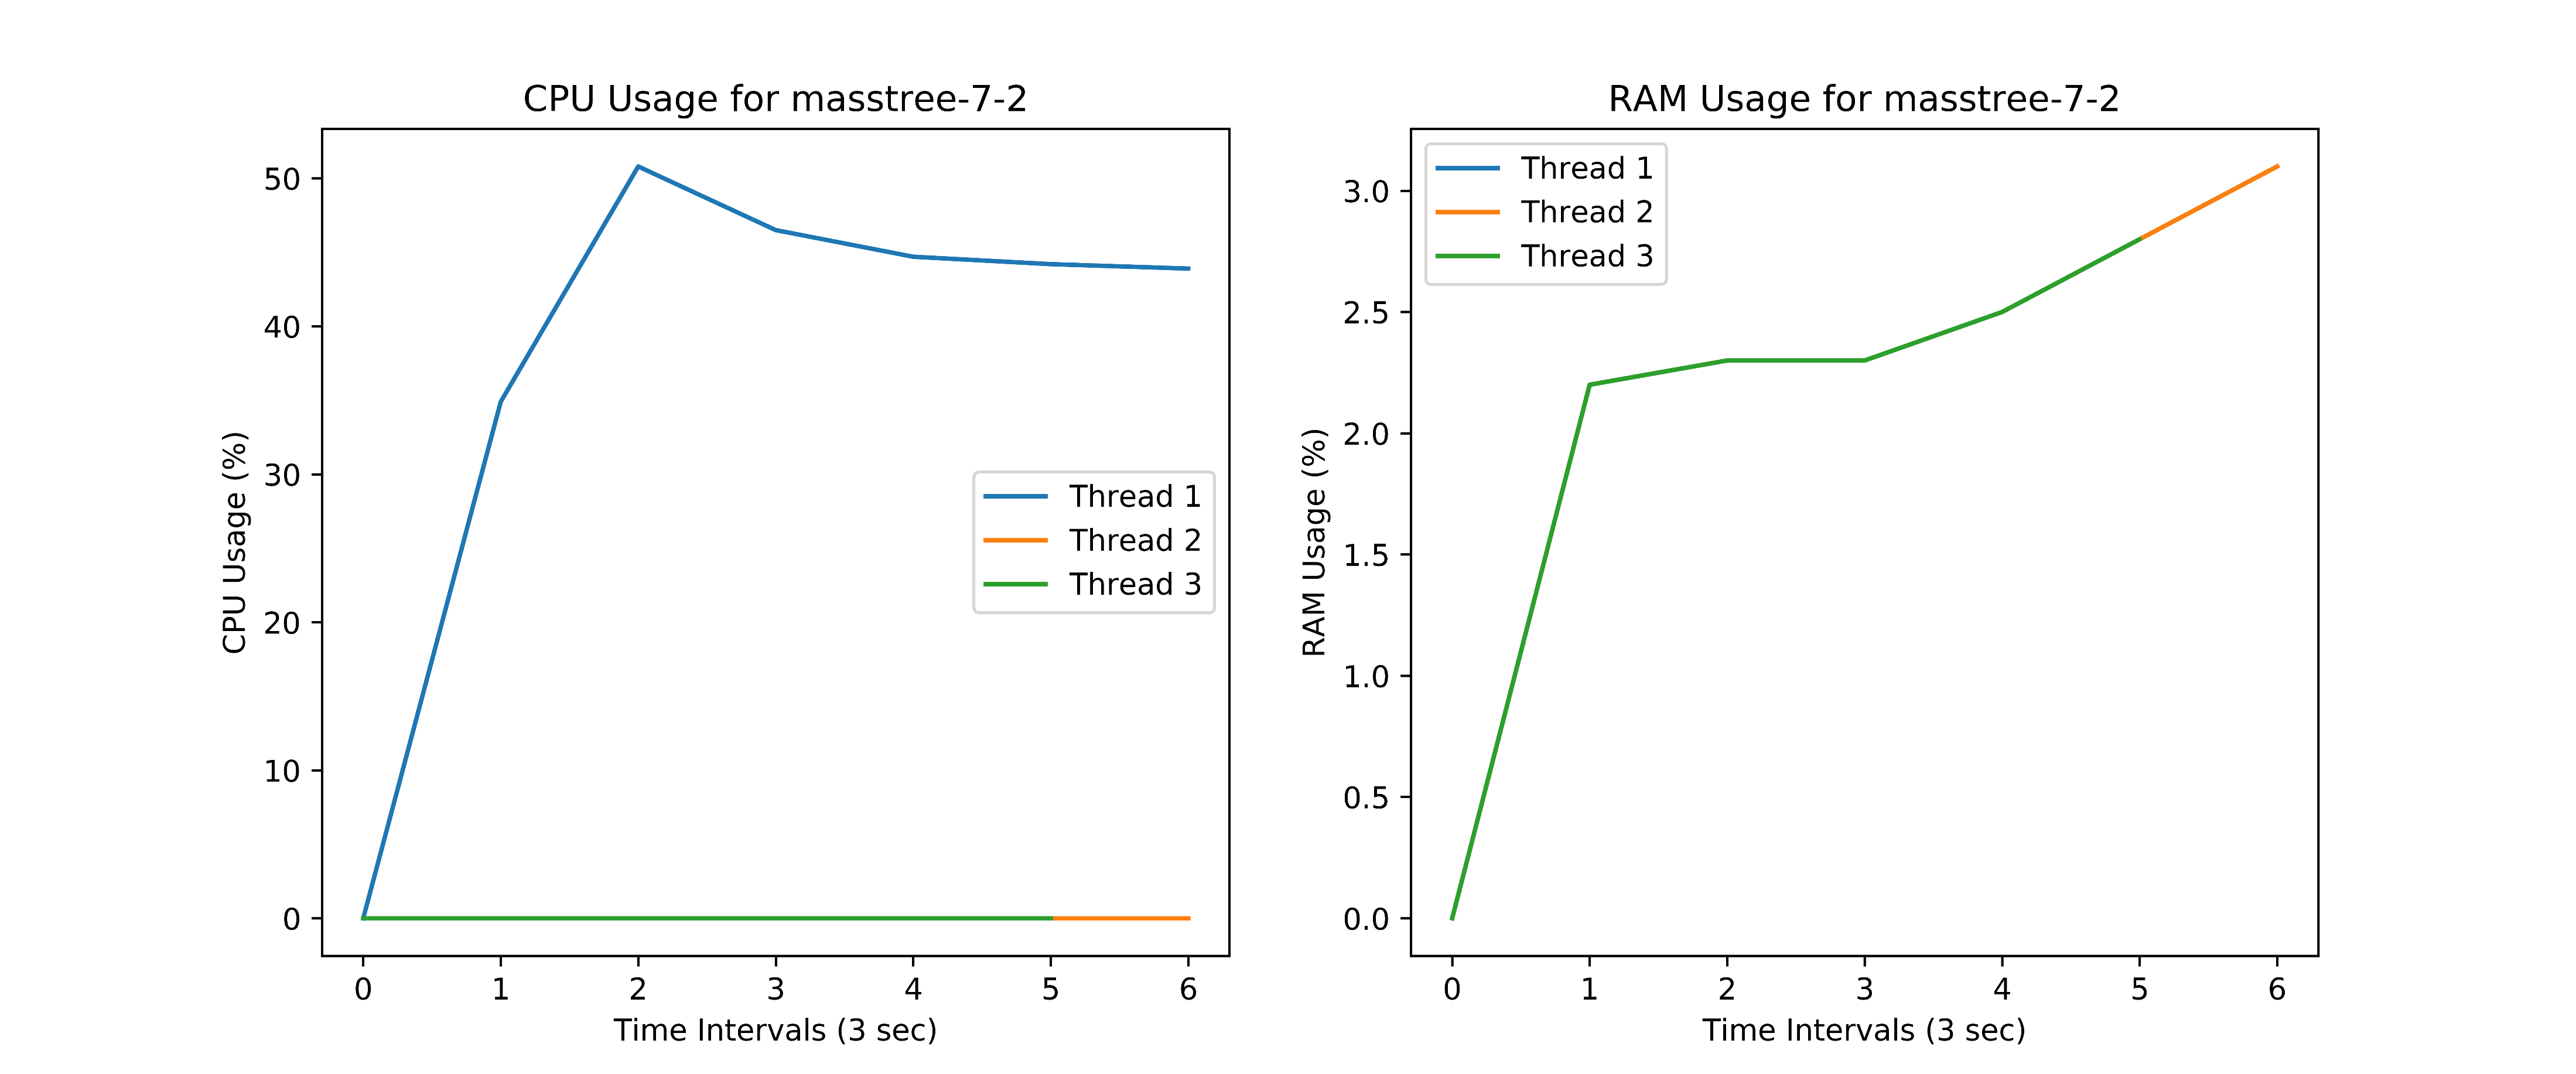 CPU Usage for masstree-7-2
CPU Usage (%)
50
40
30
20
10
0
Thread 1
Thread 2
Thread 3
0 1 2 3 4 5 6
Time Intervals (3 sec)
RAM Usage for masstree-7-2
RAM Usage (%)
3.0
2.5
2.0
1.5
1.0
0.5
0.0
Thread 1
Thread 2
Thread 3
0 1 2 3 4 5 6
Time Intervals (3 sec)